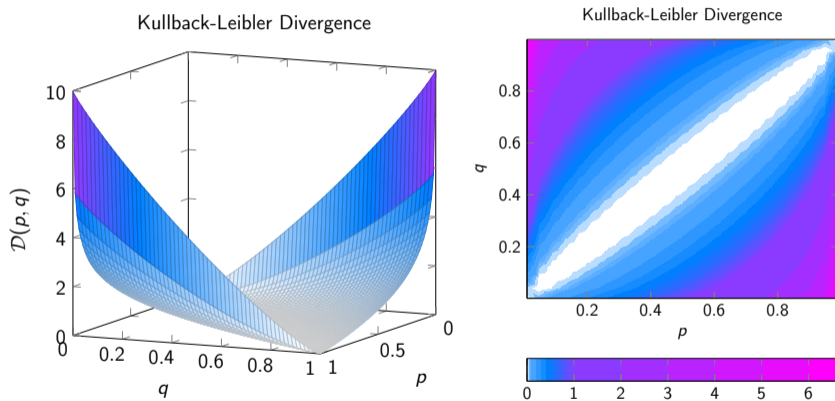 Kullback-Leibler Divergence
10
8
6
4
2
0
D(p, q)
0 0.2 0.4 0.6 0.8 1
q
1 0.5 0
p
Kullback-Leibler Divergence
0.8
0.6
0.4
0.2
q
0.2 0.4 0.6 0.8
p
0 1 2 3 4 5 6